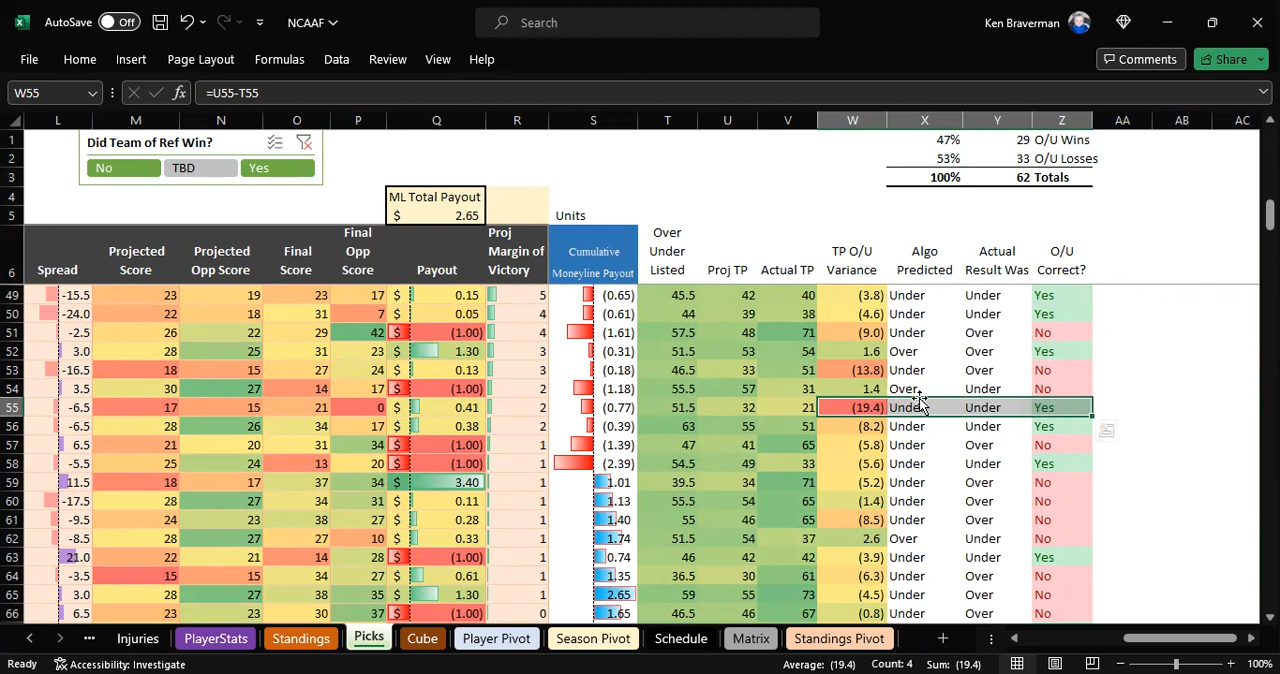 AutoSave Off NCAAF Search Ken Braverman
File Home Insert Page Layout Formulas Data Review View Help Comments Share
W55 fx =U55-T55
L M N O P Q R S T U V W X Y Z AA AB AC
1 Did Team of Ref Win? 47% 29 O/U Wins
2 No TBD Yes 53% 33 O/U Losses
3 100% 62 Totals
4 ML Total Payout
5 $ 2.65 Units
6 Spread Projected Score Projected Opp Score Final Score Final Opp Score Payout Proj Margin of Victory Cumulative Moneyline Payout Over Under Listed Proj TP Actual TP TP O/U Variance Algo Predicted Actual Result Was O/U Correct?
49 -15.5 23 19 23 17 $ 0.15 5 (0.65) 45.5 42 40 (3.8) Under Under Yes
50 -24.0 22 18 31 7 $ 0.05 4 (0.61) 44 39 38 (4.6) Under Under Yes
51 -2.5 26 22 29 42 $ (1.00) 4 (1.61) 57.5 48 71 (9.0) Under Over No
52 3.0 28 25 31 23 $ 1.30 3 (0.31) 51.5 53 54 1.6 Over Over Yes
53 -16.5 18 15 27 24 $ 0.13 3 (0.18) 46.5 33 51 (13.8) Under Over No
54 3.5 30 27 14 17 $ (1.00) 2 (1.18) 55.5 57 31 1.4 Over Under No
55 -6.5 17 15 21 0 $ 0.41 2 (0.77) 51.5 32 21 (19.4) Under Under Yes
56 -6.5 28 26 34 17 $ 0.38 2 (0.39) 63 55 51 (8.2) Under Under Yes
57 6.5 21 20 31 34 $ (1.00) 1 (1.39) 47 41 65 (5.8) Under Over No
58 -5.5 25 24 13 20 $ (1.00) 1 (2.39) 54.5 49 33 (5.6) Under Under Yes
59 11.5 18 17 37 34 $ 3.40 1 1.01 39.5 34 71 (5.2) Under Over No
60 -17.5 28 27 34 31 $ 0.11 1 1.13 55.5 54 65 (1.4) Under Over No
61 -9.5 24 23 38 27 $ 0.28 1 1.40 55 46 65 (8.5) Under Over No
62 -8.5 28 27 27 10 $ 0.33 1 1.74 51.5 54 37 2.6 Over Under No
63 21.0 22 21 14 28 $ (1.00) 1 0.74 46 42 42 (3.9) Under Under Yes
64 -3.5 15 15 34 27 $ 0.61 1 1.35 36.5 30 61 (6.3) Under Over No
65 3.0 28 27 38 35 $ 1.30 1 2.65 59 55 73 (4.5) Under Over No
66 6.5 23 23 30 37 $ (1.00) 0 1.65 46.5 46 67 (0.8) Under Over No
Injuries PlayerStats Standings Picks Cube Player Pivot Season Pivot Schedule Matrix Standings Pivot
Ready Accessibility: Investigate Average: (19.4) Count: 4 Sum: (19.4) 100%